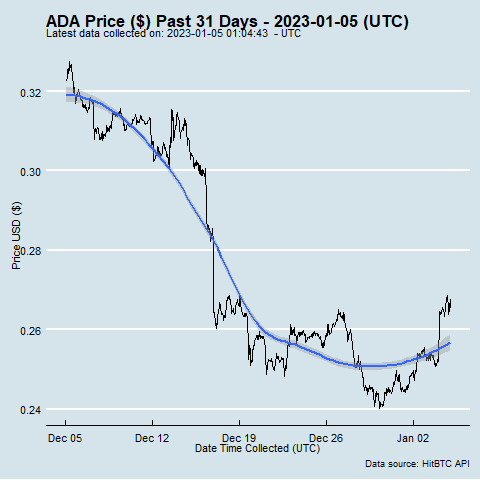 ADA Price ($) Past 31 Days - 2023-01-05 (UTC)
Latest data collected on: 2023-01-05 01:04:43 - UTC
0.32
0.30
0.28
0.26
0.24
Price USD ($)
Dec 05 Dec 12 Dec 19 Dec 26 Jan 02
Date Time Collected (UTC)
Data source: HitBTC API